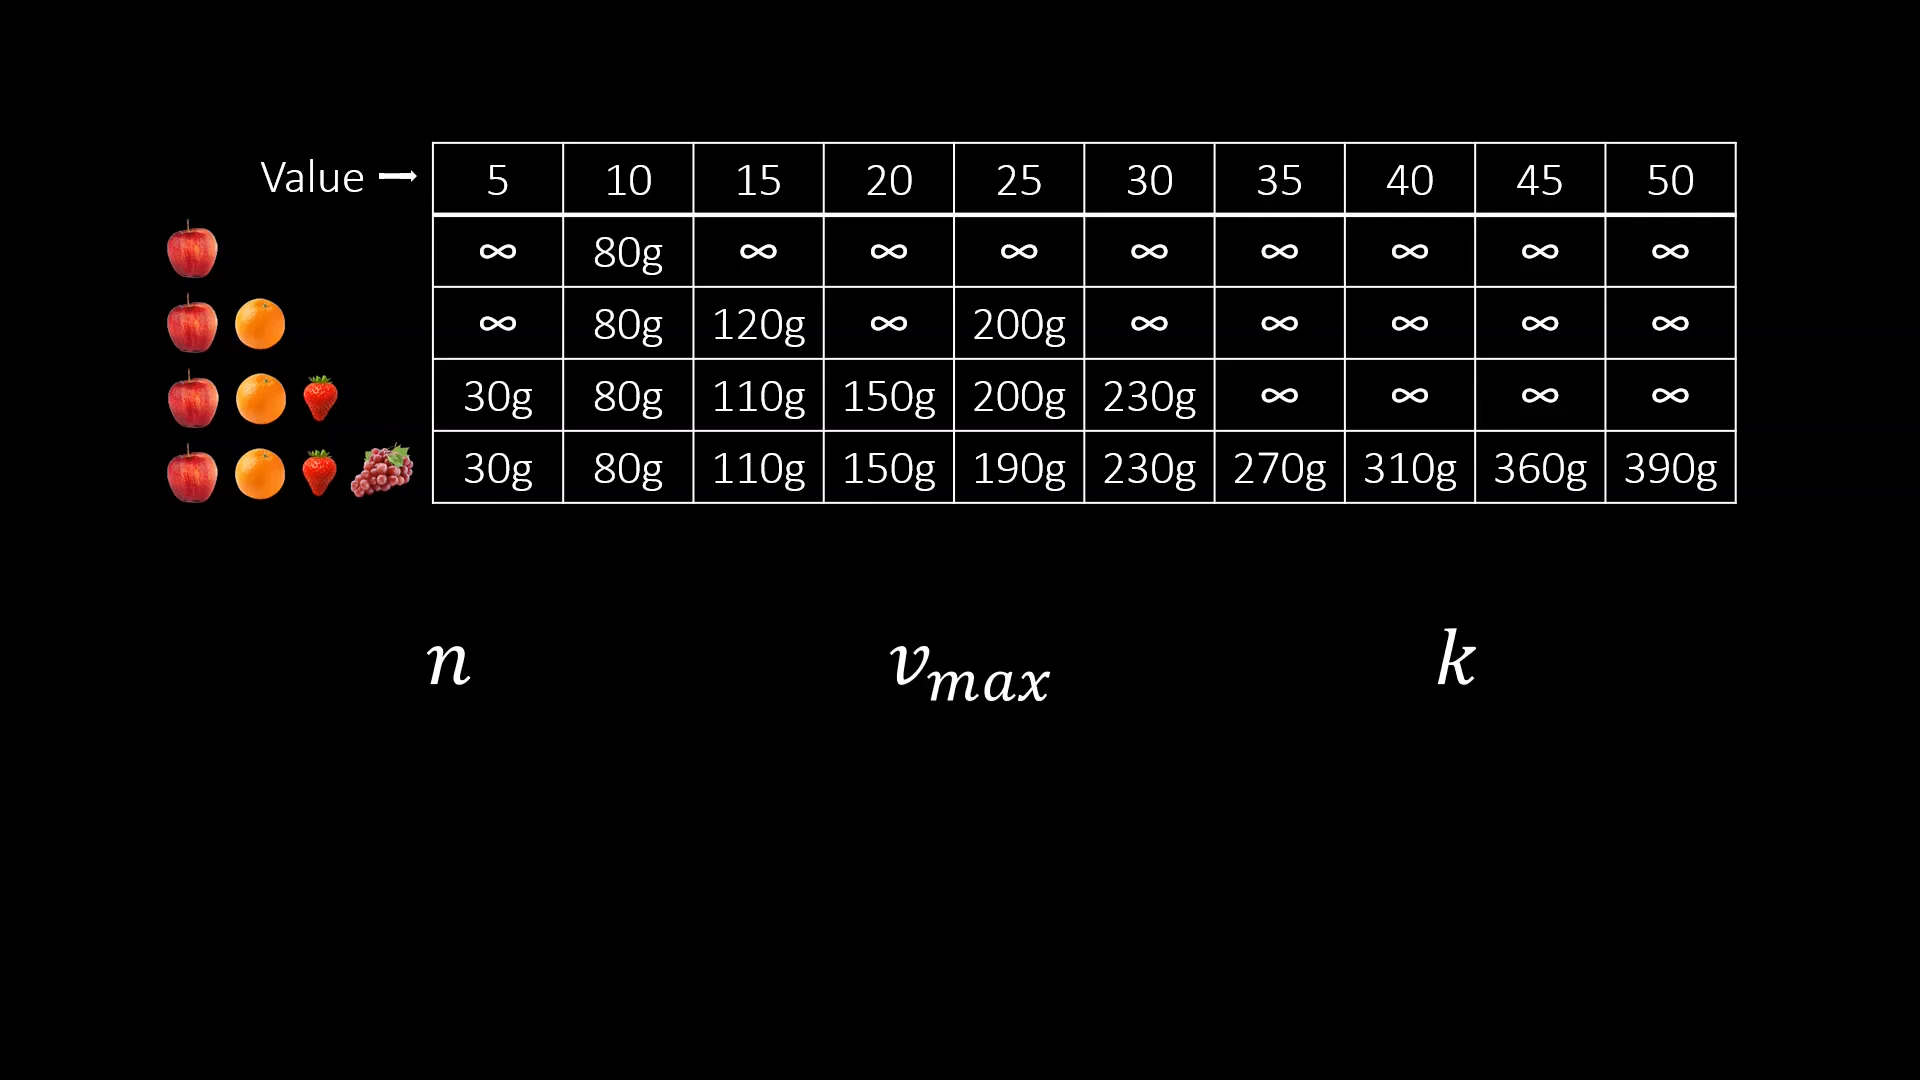 Value → 5 10 15 20 25 30 35 40 45 50
∞ 80g ∞ ∞ ∞ ∞ ∞ ∞ ∞ ∞
∞ 80g 120g ∞ 200g ∞ ∞ ∞ ∞ ∞
30g 80g 110g 150g 200g 230g ∞ ∞ ∞ ∞
30g 80g 110g 150g 190g 230g 270g 310g 360g 390g
n v_max k